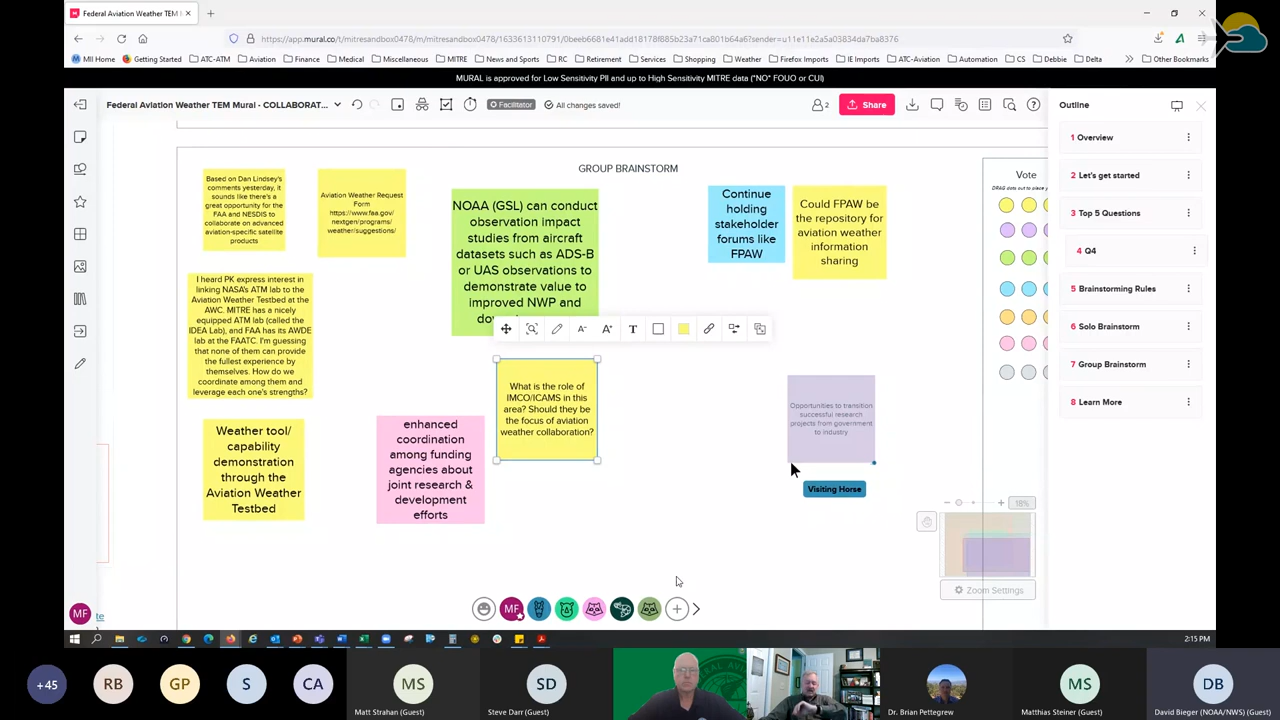 Federal Aviation Weather TEM M
https://app.mural.co/t/mitresandbox0478/m/mitresandbox0478/1633613110791/0beeb6681e41add18178f885b23a71ca801b64a6?sender=u11e11e2a5a03834da7ba8376
MII Home
Getting Started
ATC-ATM
Aviation
Finance
Medical
Miscellaneous
MITRE
News and Sports
RC
Retirement
Services
Shopping
Weather
Firefox Imports
IE Imports
ATC-Aviation
Automation
CS
Debbie
Delta
Other Bookmarks
MURAL is approved for Low Sensitivity PII and up to High Sensitivity MITRE data ("NO" FOUO or CUI)
Federal Aviation Weather TEM Mural - COLLABORAT...
Facilitator
All changes saved!
2
Share
Outline
1 Overview
2 Let's get started
3 Top 5 Questions
4 Q4
5 Brainstorming Rules
6 Solo Brainstorm
7 Group Brainstorm
8 Learn More
GROUP BRAINSTORM
Based on Dan Lindsey's
comments yesterday, it
sounds like there's a
great opportunity for the
FAA and NESDIS to
collaborate on advanced
aviation-specific satellite
products
Aviation Weather Request
Form
https://www.faa.gov/
nextgen/programs/
weather/suggestions/
NOAA (GSL) can conduct
observation impact
studies from aircraft
datasets such as ADS-B
or UAS observations to
demonstrate value to
improved NWP and
Continue
holding
stakeholder
forums like
FPAW
Could FPAW be
the repository for
aviation weather
information
sharing
Vote
DRAG dots out to place
I heard PK express interest in
linking NASA's ATM lab to the
Aviation Weather Testbed at the
AWC. MITRE has a nicely
equipped ATM lab (called the
IDEA Lab), and FAA has its AWDE
lab at the FAATC. I'm guessing
that none of them can provide
the fullest experience by
themselves. How do we
coordinate among them and
leverage each one's strengths?
What is the role of
IMCO/ICAMS in this
area? Should they be
the focus of aviation
weather collaboration?
Opportunities to transition
successful research
projects from government
to industry
Visiting Horse
Weather tool/
capability
demonstration
through the
Aviation Weather
Testbed
enhanced
coordination
among funding
agencies about
joint research &
development
efforts
18%
Zoom Settings
MF
MF
te
2:15 PM
+45
RB
GP
S
CA
MS
Matt Strahan (Guest)
SD
Steve Darr (Guest)
Dr. Brian Pettegrew
MS
Matthias Steiner (Guest)
DB
David Bieger (NOAA/NWS) (Guest)